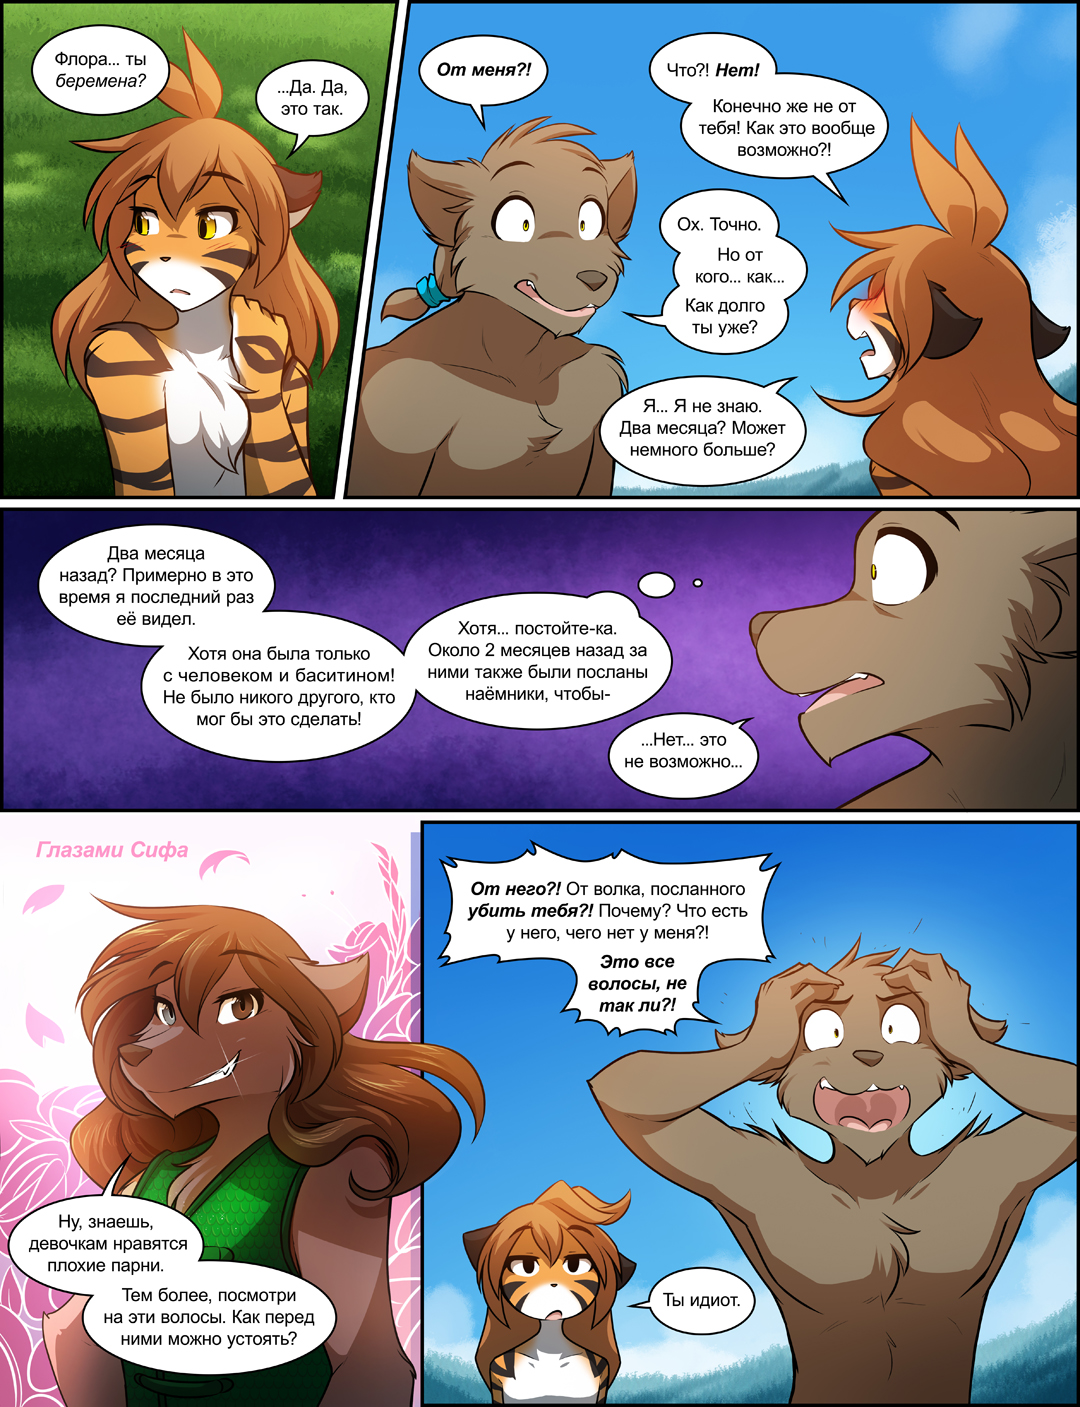 Флора... ты
беремена?
...Да. Да,
это так.
От меня?!
Что?! Нет!
Конечно же не от
тебя! Как это вообще
возможно?!
Ох. Точно.
Но от
кого... как...
Как долго
ты уже?
Я... Я не знаю.
Два месяца? Может
немного больше?
Два месяца
назад? Примерно в это
время я последний раз
её видел.
Хотя она была только
с человеком и баситином!
Не было никого другого, кто
мог бы это сделать!
Хотя... постойте-ка.
Около 2 месяцев назад за
ними также были посланы
наёмники, чтобы-
...Нет... это
не возможно...
Глазами Сифа
Ну, знаешь,
девочкам нравятся
плохие парни.
Тем более, посмотри
на эти волосы. Как перед
ними можно устоять?
От него?! От волка, посланного
убить тебя?! Почему? Что есть
у него, чего нет у меня?!
Это все
волосы, не
так ли?!
Ты идиот.